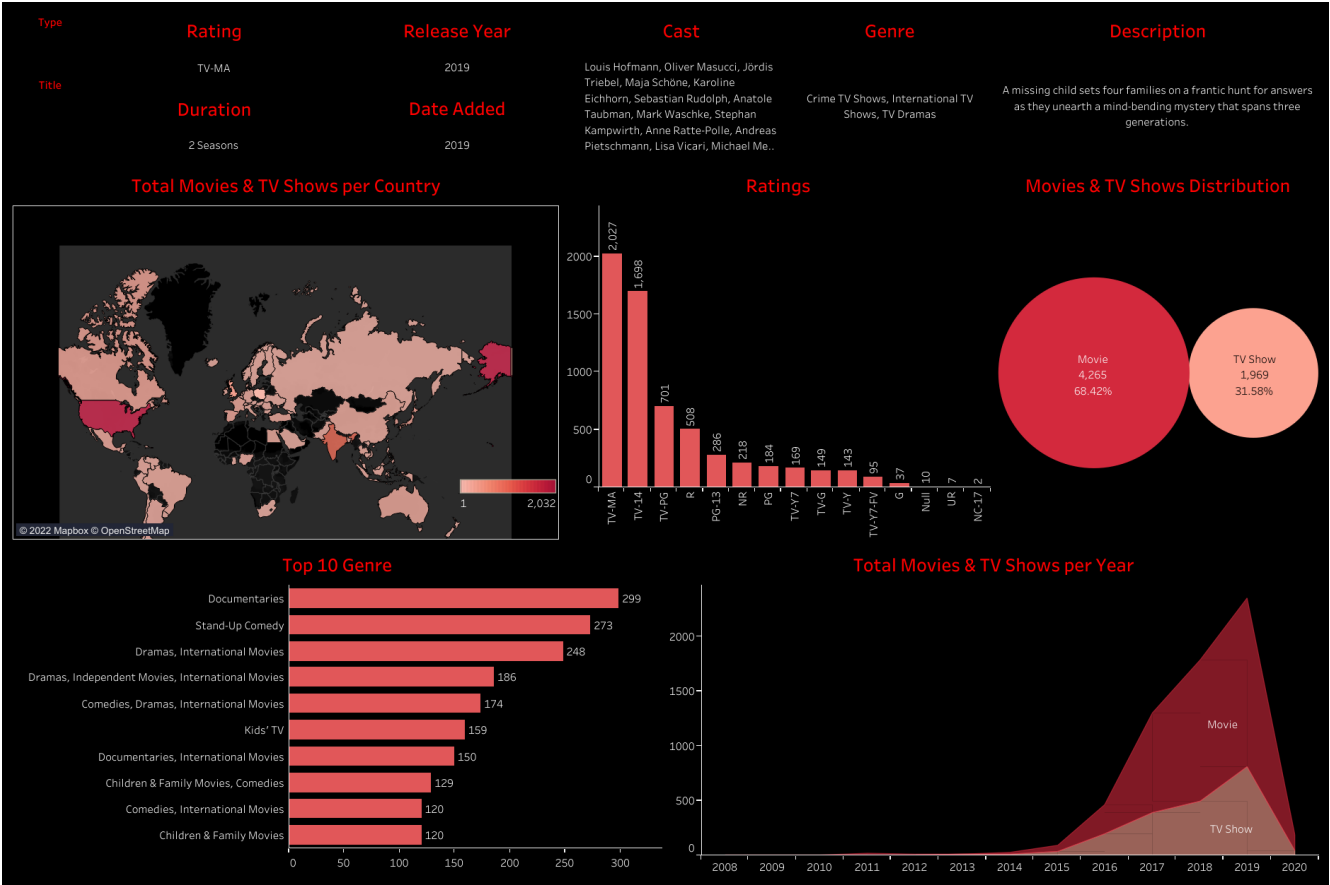 Type
Rating
Release Year
Cast
Genre
Description
TV-MA
2019
Louis Hofmann, Oliver Masucci, Jördis
Triebel, Maja Schöne, Karoline
Eichhorn, Sebastian Rudolph, Anatole
Taubman, Mark Waschke, Stephan
Kampwirth, Anne Ratte-Polle, Andreas
Pietschmann, Lisa Vicari, Michael Me..
Crime TV Shows, International TV
Shows, TV Dramas
A missing child sets four families on a frantic hunt for answers
as they unearth a mind-bending mystery that spans three
generations.
Title
Duration
Date Added
2 Seasons
2019
Total Movies & TV Shows per Country
1
2,032
© 2022 Mapbox © OpenStreetMap
Ratings
2000
1500
1000
500
0
2,027
1,698
701
508
286
218
184
169
149
143
95
37
10
7
2
TV-MA
TV-14
TV-PG
R
PG-13
NR
PG
TV-Y7
TV-G
TV-Y
TV-Y7-FV
G
Null
UR
NC-17
Movies & TV Shows Distribution
Movie
4,265
68.42%
TV Show
1,969
31.58%
Top 10 Genre
Documentaries 299
Stand-Up Comedy 273
Dramas, International Movies 248
Dramas, Independent Movies, International Movies 186
Comedies, Dramas, International Movies 174
Kids' TV 159
Documentaries, International Movies 150
Children & Family Movies, Comedies 129
Comedies, International Movies 120
Children & Family Movies 120
0 50 100 150 200 250 300
Total Movies & TV Shows per Year
2000
1500
1000
500
0
Movie
TV Show
2008 2009 2010 2011 2012 2013 2014 2015 2016 2017 2018 2019 2020